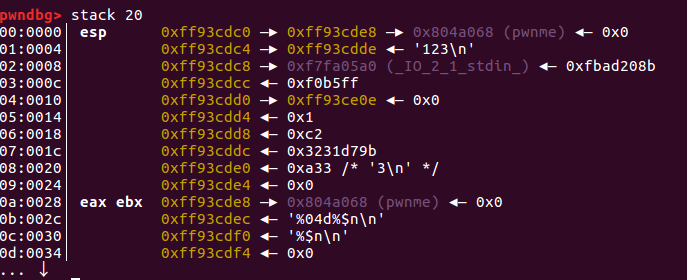 pwndbg> stack 20
00:0000│ esp 0xff93cdc0 —▸ 0xff93cde8 —▸ 0x804a068 (pwnme) ◂— 0x0
01:0004│ 0xff93cdc4 —▸ 0xff93cdde ◂— '123\n'
02:0008│ 0xff93cdc8 —▸ 0xf7fa05a0 (_IO_2_1_stdin_) ◂— 0xfbad208b
03:000c│ 0xff93cdcc ◂— 0xf0b5ff
04:0010│ 0xff93cdd0 —▸ 0xff93ce0e ◂— 0x0
05:0014│ 0xff93cdd4 ◂— 0x1
06:0018│ 0xff93cdd8 ◂— 0xc2
07:001c│ 0xff93cddc ◂— 0x3231d79b
08:0020│ 0xff93cde0 ◂— 0xa33 /* '3\n' */
09:0024│ 0xff93cde4 ◂— 0x0
0a:0028│ eax ebx 0xff93cde8 —▸ 0x804a068 (pwnme) ◂— 0x0
0b:002c│ 0xff93cdec ◂— '%04d%$n\n'
0c:0030│ 0xff93cdf0 ◂— '%$n\n'
0d:0034│ 0xff93cdf4 ◂— 0x0
... ↓